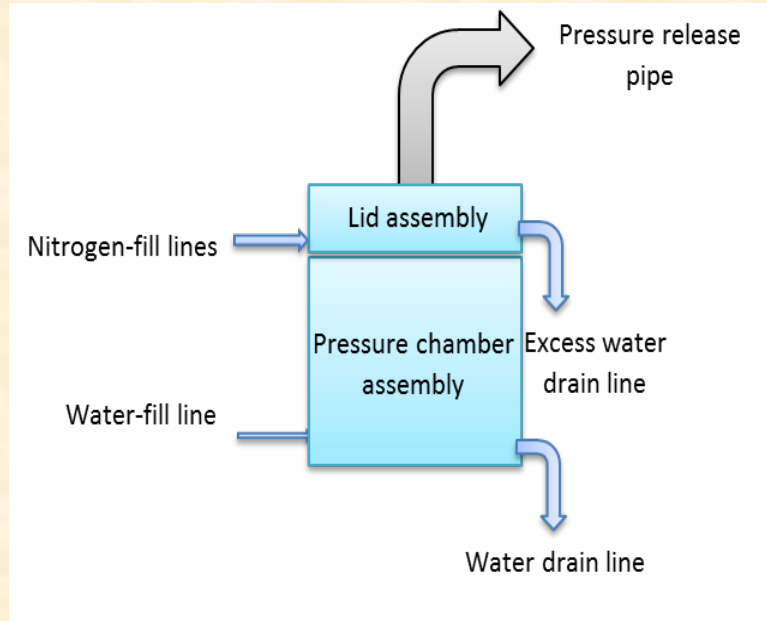 Pressure release
pipe
Lid assembly
Nitrogen-fill lines
Pressure chamber
assembly
Excess water
drain line
Water-fill line
Water drain line